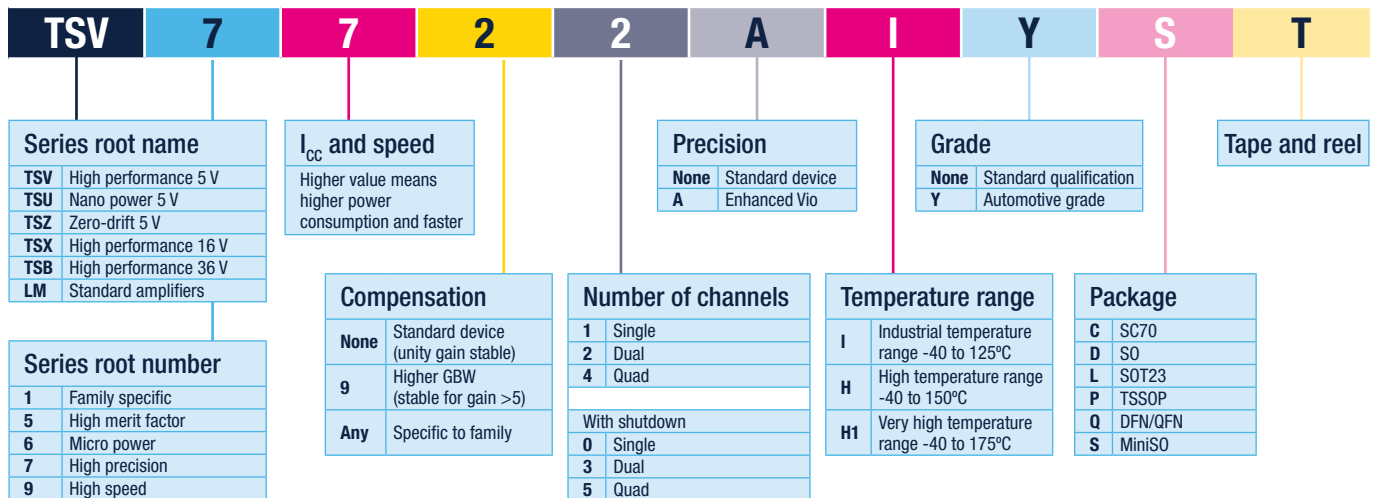 TSV 7 7 2 2 A I Y S T
Series root name
TSV High performance 5 V
TSU Nano power 5 V
TSZ Zero-drift 5 V
TSX High performance 16 V
TSB High performance 36 V
LM Standard amplifiers
Series root number
1 Family specific
5 High merit factor
6 Micro power
7 High precision
9 High speed
Icc and speed
Higher value means
higher power
consumption and faster
Compensation
None Standard device
(unity gain stable)
9 Higher GBW
(stable for gain >5)
Any Specific to family
Number of channels
1 Single
2 Dual
4 Quad
With shutdown
0 Single
3 Dual
5 Quad
Precision
None Standard device
A Enhanced Vio
Temperature range
I Industrial temperature
range -40 to 125ºC
H High temperature range
-40 to 150ºC
H1 Very high temperature
range -40 to 175ºC
Grade
None Standard qualification
Y Automotive grade
Package
C SC70
D SO
L SOT23
P TSSOP
Q DFN/QFN
S MiniSO
Tape and reel